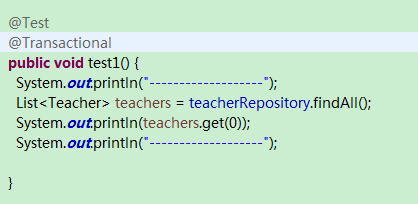 @Test
@Transactional
public void test1() {
System.out.println("-------------------");
List<Teacher> teachers = teacherRepository.findAll();
System.out.println(teachers.get(0));
System.out.println("-------------------");
}